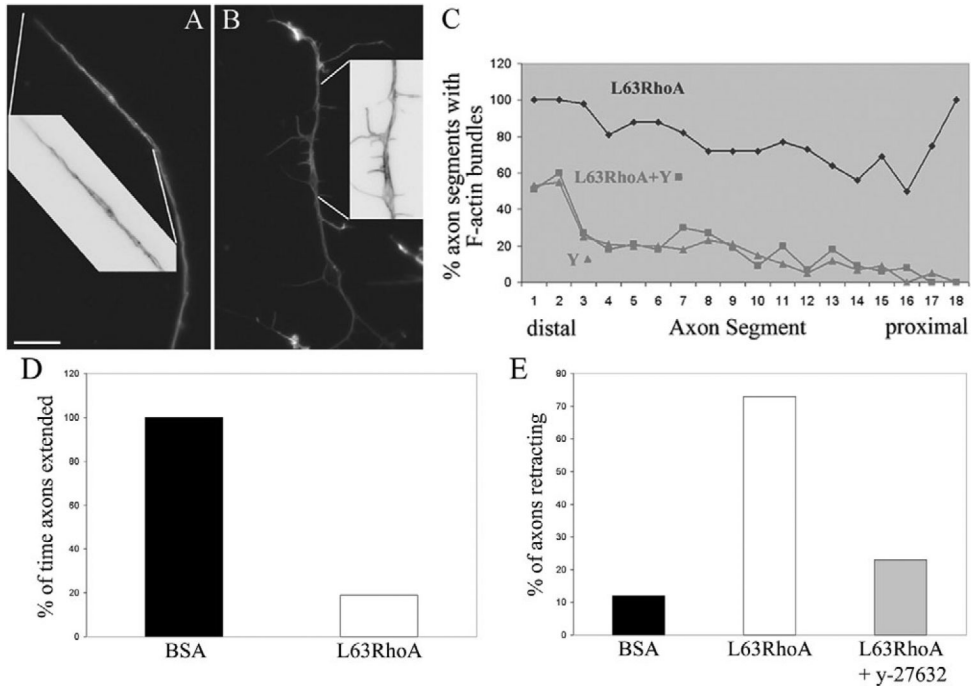 A
B
C
% axon segments with
F-actin bundles
120
100
80
60
40
20
0
L63RhoA
L63RhoA+Y
Y
1 2 3 4 5 6 7 8 9 10 11 12 13 14 15 16 17 18
distal Axon Segment proximal
D
% of time axons extended
120
100
80
60
40
20
0
BSA L63RhoA
E
% of axons retracting
80
70
60
50
40
30
20
10
0
BSA L63RhoA L63RhoA
+ y-27632